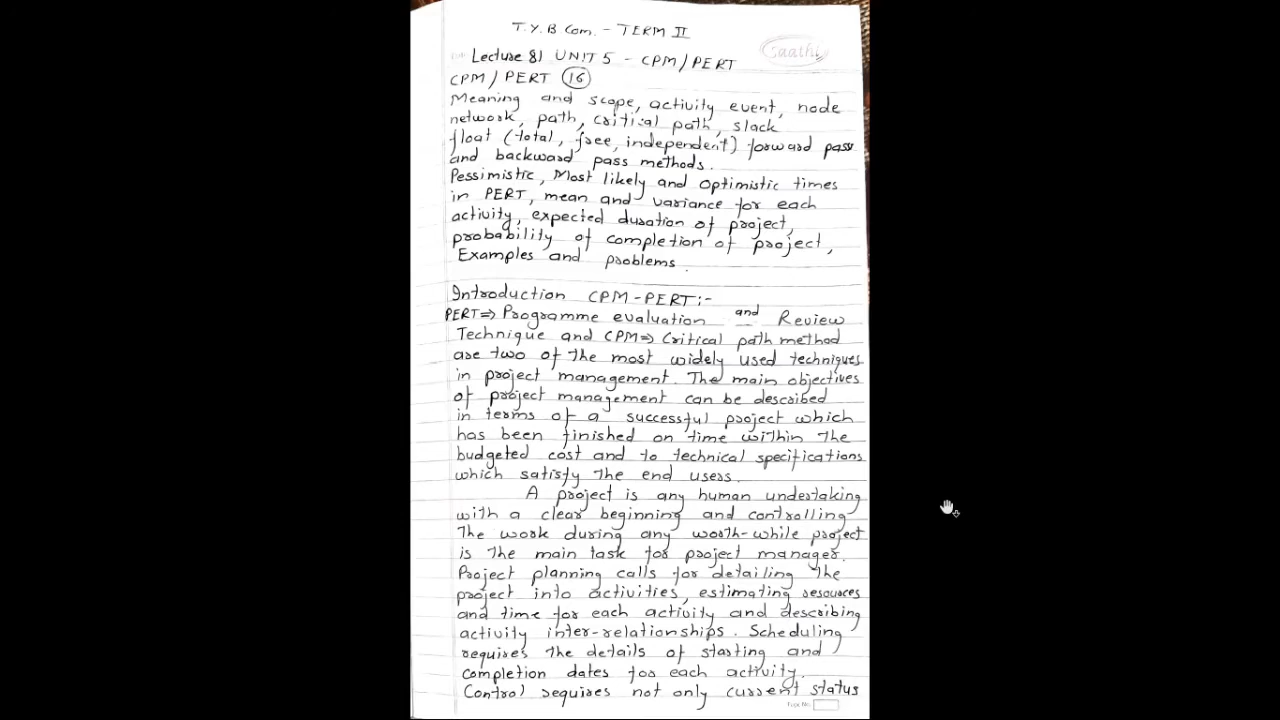 T.Y.B Com. - TERM II
Saathi
Lecture 81 UNIT 5 - CPM/PERT
CPM/PERT (16)
Meaning and scope, activity event, node
network, path, critical path, slack
float (total, free, independent) forward pass
and backward pass methods.
Pessimistic, Most likely and optimistic times
in PERT, mean and variance for each
activity, expected duration of project,
probability of completion of project,
Examples and problems.
Introduction CPM-PERT:-
PERT⇒ Programme evaluation and Review
Technique and CPM⇒ Critical path method
are two of the most widely used techniques
in project management. The main objectives
of project management can be described
in terms of a successful project which
has been finished on time within the
budgeted cost and to technical specifications
which satisfy the end users.
A project is any human undertaking
with a clear beginning and controlling
The work during any worth-while project
is the main task for project manager.
Project planning calls for detailing the
project into activities, estimating resources
and time for each activity and describing
activity inter-relationships. Scheduling
requires the details of starting and
completion dates for each activity.
Control requires not only current status
Page No.